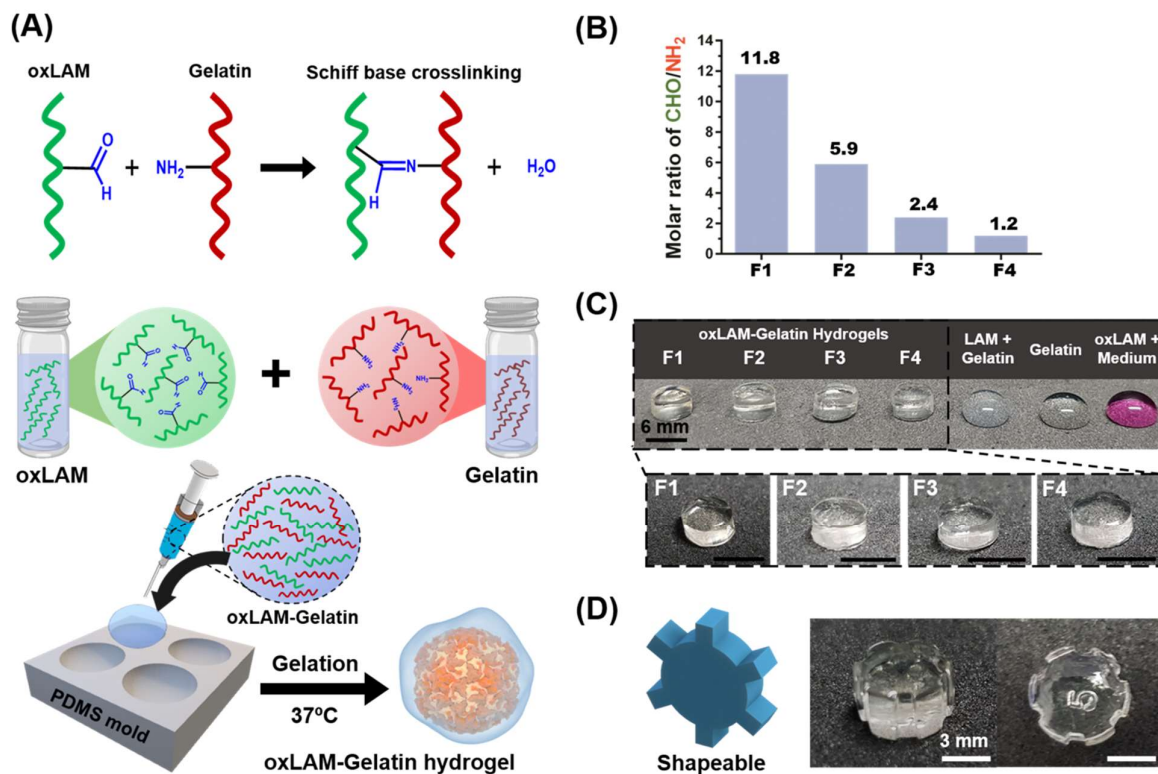 (A)
oxLAM Gelatin Schiff base crosslinking
O
H
+ NH₂ N + H₂O
H
oxLAM + Gelatin
oxLAM-Gelatin
PDMS mold
Gelation
37ºC
oxLAM-Gelatin hydrogel
(B)
Molar ratio of CHO/NH₂
14
12
10
8
6
4
2
0
11.8
5.9
2.4
1.2
F1 F2 F3 F4
(C)
oxLAM-Gelatin Hydrogels
F1 F2 F3 F4
LAM +
Gelatin
Gelatin
oxLAM +
Medium
6 mm
F1 F2 F3 F4
(D)
Shapeable
3 mm
5